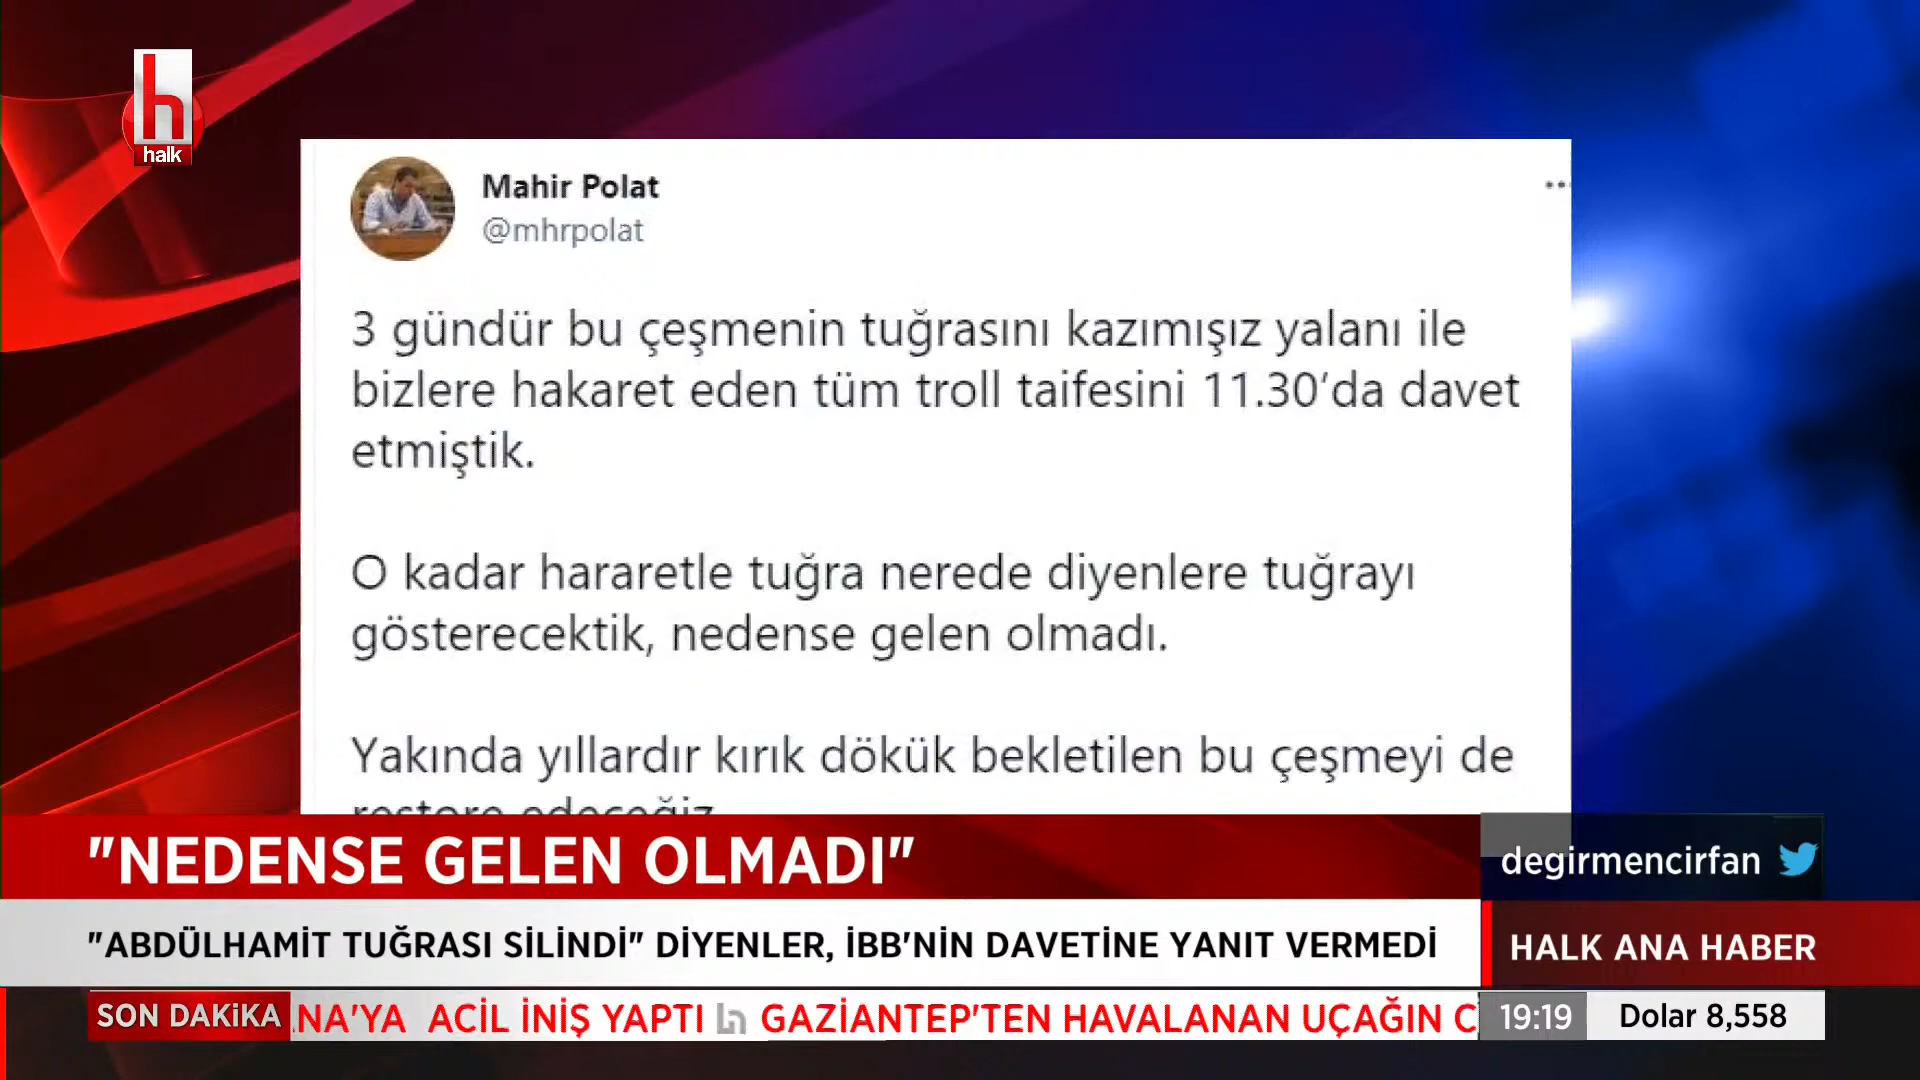 h
halk
Mahir Polat
@mhrpolat
3 gündür bu çeşmenin tuğrasını kazımışız yalanı ile
bizlere hakaret eden tüm troll taifesini 11.30'da davet
etmiştik.
O kadar hararetle tuğra nerede diyenlere tuğrayı
gösterecektik, nedense gelen olmadı.
Yakında yıllardır kırık dökük bekletilen bu çeşmeyi de
restore edeceğiz
"NEDENSE GELEN OLMADI"
degirmencirfan
"ABDÜLHAMİT TUĞRASI SİLİNDİ" DİYENLER, İBB'NİN DAVETİNE YANIT VERMEDİ
HALK ANA HABER
SON DAKİKA NA'YA ACİL İNİŞ YAPTI h GAZİANTEP'TEN HAVALANAN UÇAĞIN
19:19 Dolar 8,558